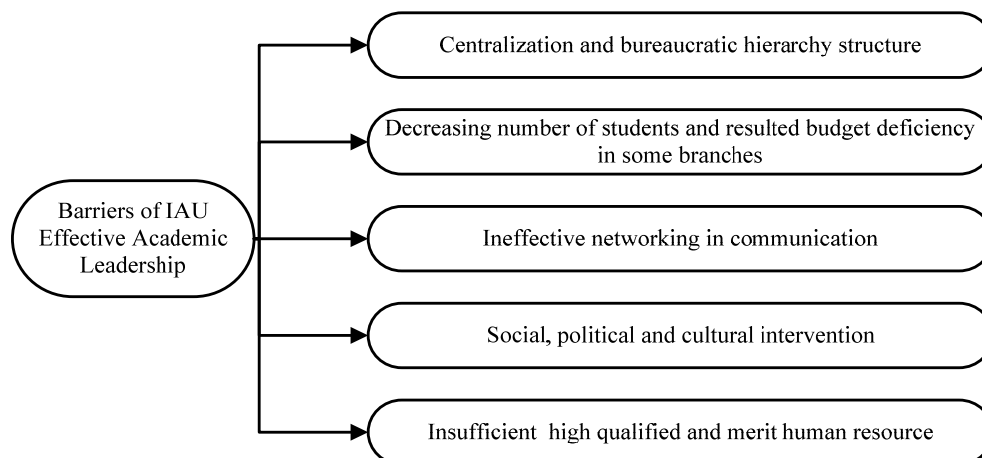 Centralization and bureaucratic hierarchy structure
Decreasing number of students and resulted budget deficiency
in some branches
Barriers of IAU
Effective Academic
Leadership
Ineffective networking in communication
Social, political and cultural intervention
Insufficient high qualified and merit human resource